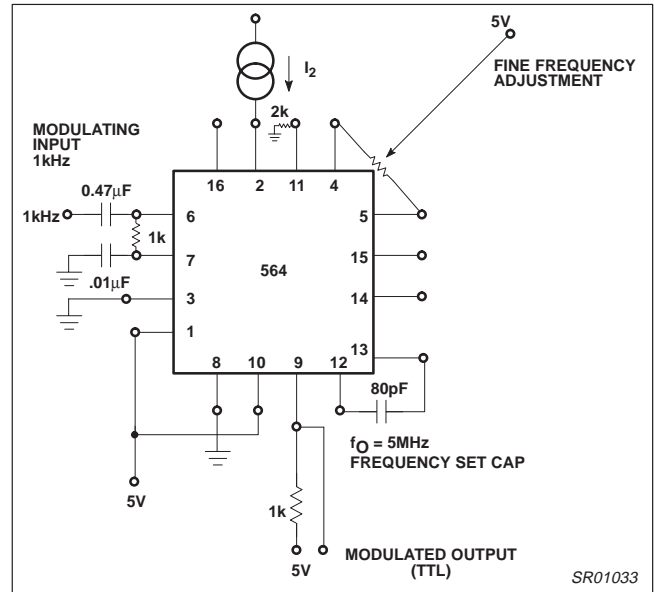 5V
FINE FREQUENCY
ADJUSTMENT
I2
2k
MODULATING
INPUT
1kHz
16
2
11
4
0.47µF
1kHz
6
5
1k
7
15
564
.01µF
3
14
1
13
8
10
9
12
80pF
fO = 5MHz
FREQUENCY SET CAP
5V
1k
5V
MODULATED OUTPUT
(TTL)
SR01033